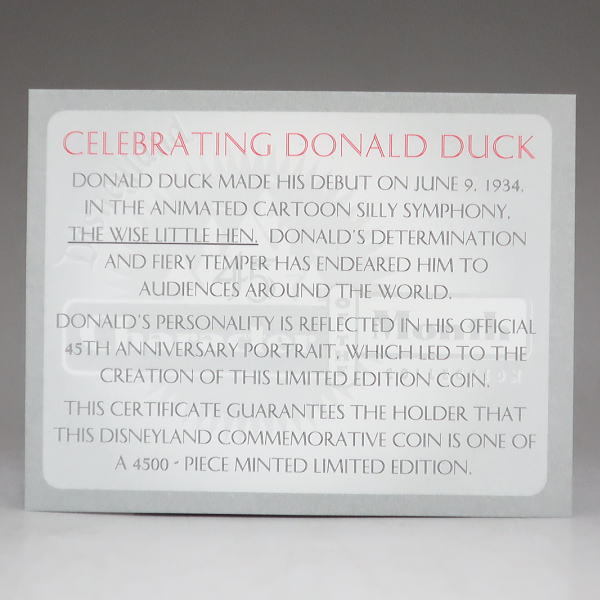 CELEBRATING DONALD DUCK
DONALD DUCK MADE HIS DEBUT ON JUNE 9, 1934,
IN THE ANIMATED CARTOON SILLY SYMPHONY,
THE WISE LITTLE HEN. DONALD'S DETERMINATION
AND FIERY TEMPER HAS ENDEARED HIM TO
AUDIENCES AROUND THE WORLD.
DONALD'S PERSONALITY IS REFLECTED IN HIS OFFICIAL
45TH ANNIVERSARY PORTRAIT, WHICH LED TO THE
CREATION OF THIS LIMITED EDITION COIN.
THIS CERTIFICATE GUARANTEES THE HOLDER THAT
THIS DISNEYLAND COMMEMORATIVE COIN IS ONE OF
A 4500 - PIECE MINTED LIMITED EDITION.